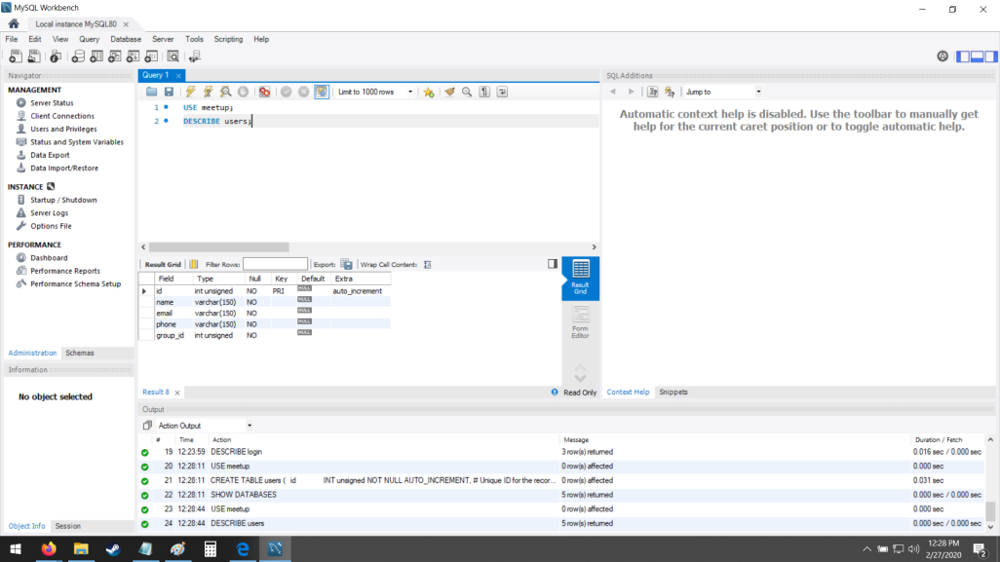 MySQL Workbench
Local instance MySQL80
File Edit View Query Database Server Tools Scripting Help
Navigator
MANAGEMENT
Server Status
Client Connections
Users and Privileges
Status and System Variables
Data Export
Data Import/Restore
INSTANCE
Startup / Shutdown
Server Logs
Options File
PERFORMANCE
Dashboard
Performance Reports
Performance Schema Setup
Administration Schemas
Information
No object selected
Object Info Session
Query 1
Limit to 1000 rows
1 USE meetup;
2 DESCRIBE users;
Result Grid Filter Rows: Export: Wrap Cell Content:
Field Type Null Key Default Extra
id int unsigned NO PRI NULL auto_increment
name varchar(150) NO NULL
email varchar(150) NO NULL
phone varchar(150) NO NULL
group_id int unsigned NO NULL
Result Grid
Form Editor
Result 8
Read Only
SQLAdditions
Jump to
Automatic context help is disabled. Use the toolbar to manually get
help for the current caret position or to toggle automatic help.
Context Help Snippets
Output
Action Output
# Time Action Message Duration / Fetch
19 12:23:59 DESCRIBE login 3 row(s) returned 0.016 sec / 0.000 sec
20 12:28:11 USE meetup 0 row(s) affected 0.000 sec
21 12:28:11 CREATE TABLE users ( id INT unsigned NOT NULL AUTO_INCREMENT, # Unique ID for the recor... 0 row(s) affected 0.031 sec
22 12:28:11 SHOW DATABASES 5 row(s) returned 0.000 sec / 0.000 sec
23 12:28:44 USE meetup 0 row(s) affected 0.000 sec
24 12:28:44 DESCRIBE users 5 row(s) returned 0.000 sec / 0.000 sec
12:28 PM
2/27/2020
2